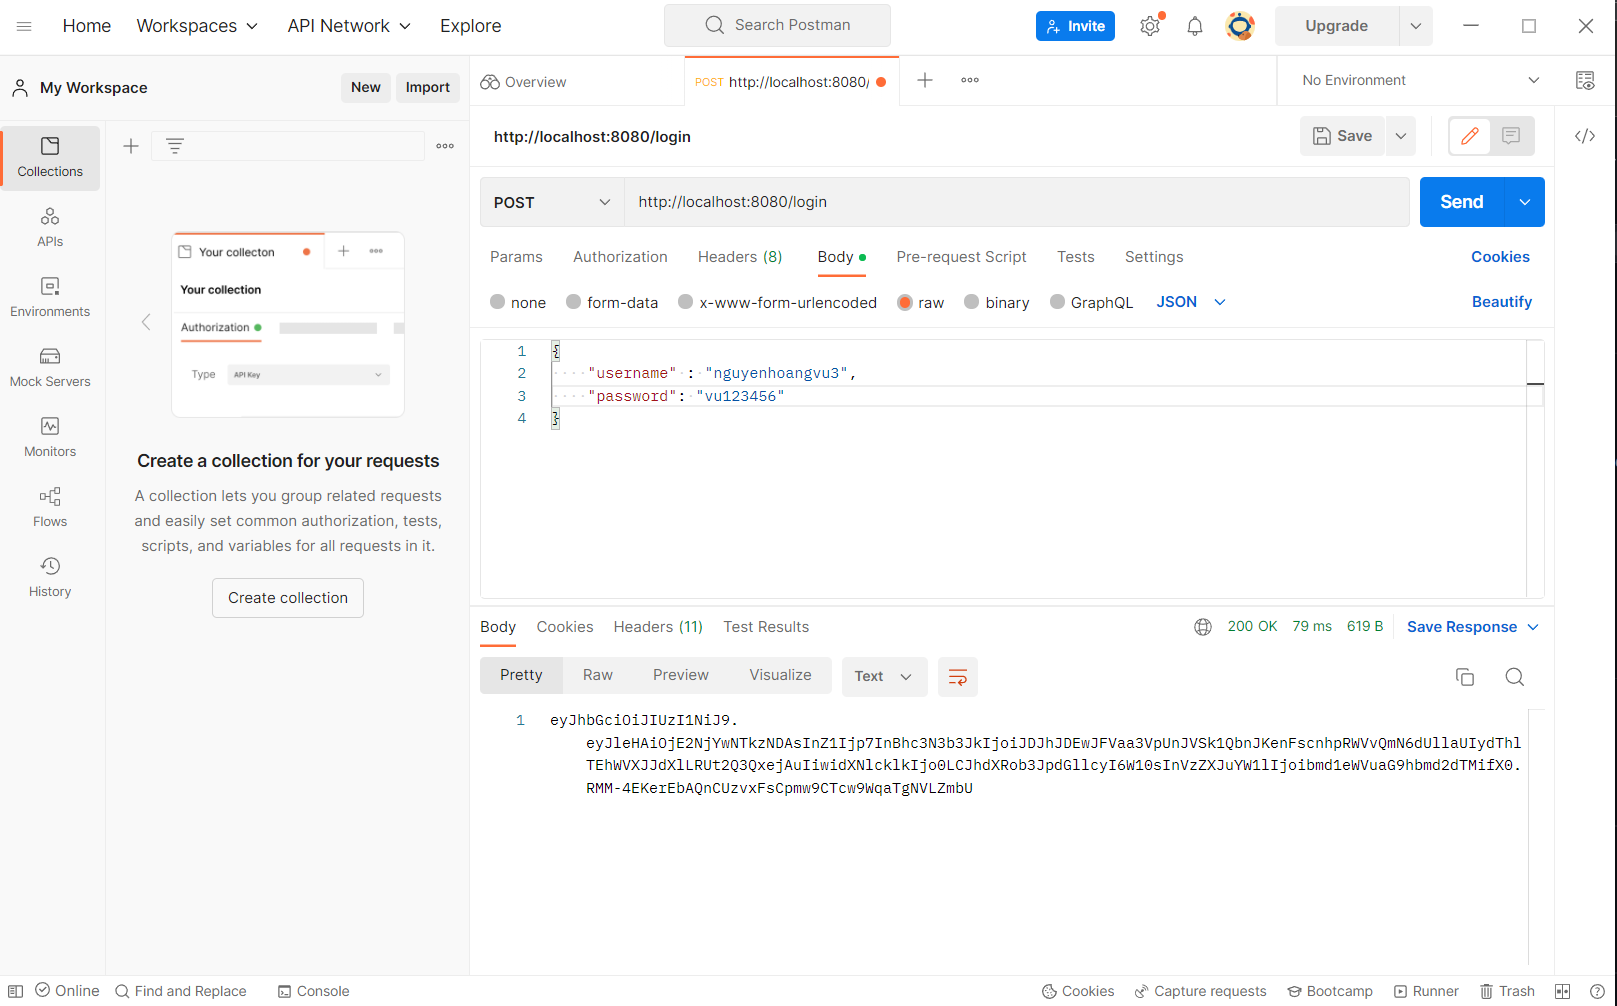 Home
Workspaces
API Network
Explore
Search Postman
Invite
Upgrade
My Workspace
New
Import
Overview
POST http://localhost:8080/
No Environment
Collections
APIs
Environments
Mock Servers
Monitors
Flows
History
Your collecton
Your collection
Authorization
Type
API Key
Create a collection for your requests
A collection lets you group related requests
and easily set common authorization, tests,
scripts, and variables for all requests in it.
Create collection
http://localhost:8080/login
Save
POST
http://localhost:8080/login
Send
Params
Authorization
Headers (8)
Body
Pre-request Script
Tests
Settings
Cookies
none
form-data
x-www-form-urlencoded
raw
binary
GraphQL
JSON
Beautify
1 {
2 "username" : "nguyenhoangvu3",
3 "password": "vu123456"
4 }
Body
Cookies
Headers (11)
Test Results
200 OK
79 ms
619 B
Save Response
Pretty
Raw
Preview
Visualize
Text
1 eyJhbGciOiJIUzI1NiJ9.
eyJleHAiOjE2NjYwNTkzNDAsInZ1Ijp7InBhc3N3b3JkIjoiJDJhJDEwJFVaa3VpUnJVSk1QbnJKenFscnhpRWVvQmN6dUllaUIydThl
TEhWVXJJdXlLRUt2Q3QxejAuIiwidXNlcklkIjo0LCJhdXRob3JpdGllcyI6W10sInVzZXJuYW1lIjoibmd1eWVuaG9hbmd2dTMifX0.
RMM-4EKerEbAQnCUzvxFsCpmw9CTcw9WqaTgNVLZmbU
Online
Find and Replace
Console
Cookies
Capture requests
Bootcamp
Runner
Trash